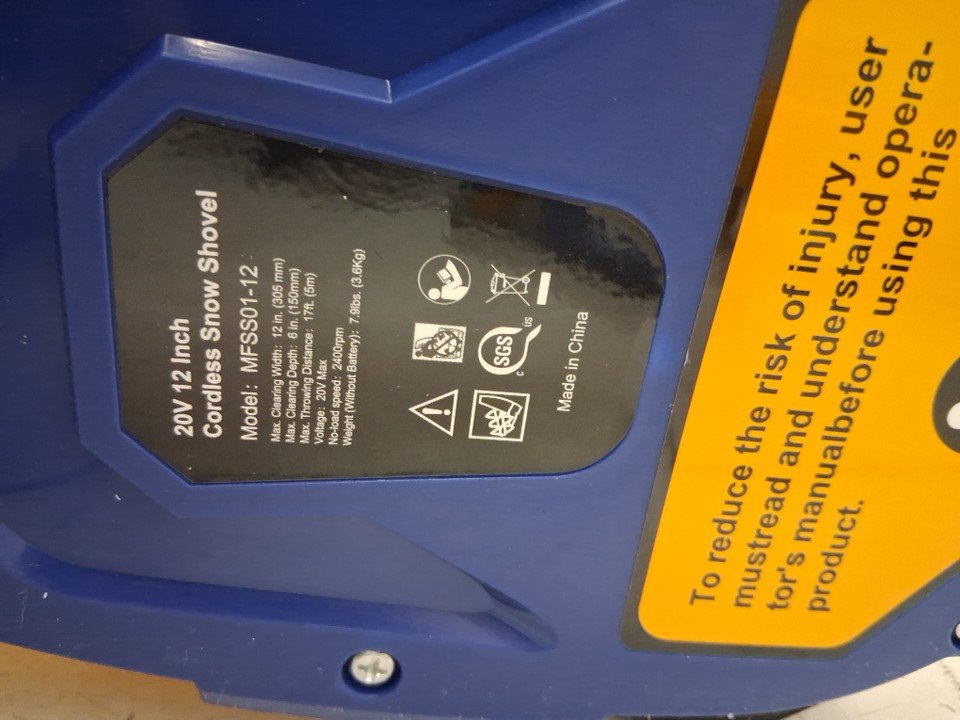 20V 12 Inch
Cordless Snow Shovel
Model: MFSS01-12
Max. Clearing Width: 12 in. (305 mm)
Max. Clearing Depth: 6 in. (150mm)
Max. Throwing Distance: 17ft. (5m)
Voltage: 20V Max
No-load speed: 2400rpm
Weight (Without Battery): 7.9lbs. (3.6Kg)
c SGS US
Made in China
To reduce the risk of injury, user
mustread and understand opera-
tor's manualbefore using this
product.